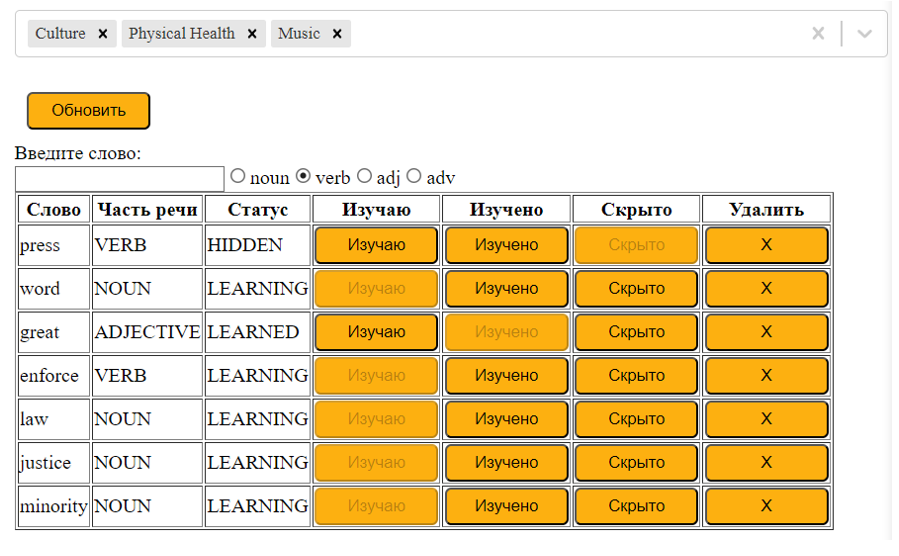 Culture × Physical Health × Music ×
Обновить
Введите слово:
noun verb adj adv
Слово Часть речи Статус Изучаю Изучено Скрыто Удалить
press VERB HIDDEN Изучаю Изучено Скрыто X
word NOUN LEARNING Изучаю Изучено Скрыто X
great ADJECTIVE LEARNED Изучаю Изучено Скрыто X
enforce VERB LEARNING Изучаю Изучено Скрыто X
law NOUN LEARNING Изучаю Изучено Скрыто X
justice NOUN LEARNING Изучаю Изучено Скрыто X
minority NOUN LEARNING Изучаю Изучено Скрыто X